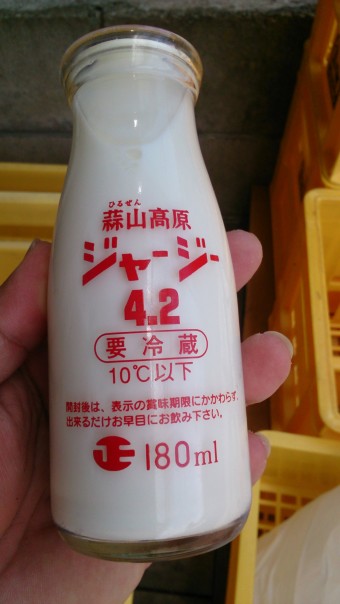 ひるぜん
蒜山高原
ジャージー
4.2
要冷蔵
10℃以下
開封後は、表示の賞味期限にかかわらず、
出来るだけお早目にお飲み下さい。
正 180ml